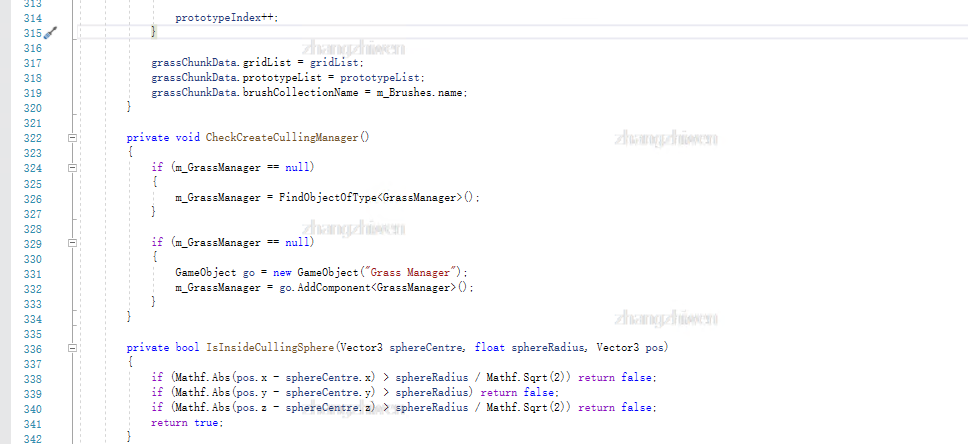 313
314 prototypeIndex++;
315 }
316
317 grassChunkData.gridList = gridList;
318 grassChunkData.prototypeList = prototypeList;
319 grassChunkData.brushCollectionName = m_Brushes.name;
320 }
321
322 private void CheckCreateCullingManager()
323 {
324 if (m_GrassManager == null)
325 {
326 m_GrassManager = FindObjectOfType<GrassManager>();
327 }
328
329 if (m_GrassManager == null)
330 {
331 GameObject go = new GameObject("Grass Manager");
332 m_GrassManager = go.AddComponent<GrassManager>();
333 }
334 }
335
336 private bool IsInsideCullingSphere(Vector3 sphereCentre, float sphereRadius, Vector3 pos)
337 {
338 if (Mathf.Abs(pos.x - sphereCentre.x) > sphereRadius / Mathf.Sqrt(2)) return false;
339 if (Mathf.Abs(pos.y - sphereCentre.y) > sphereRadius) return false;
340 if (Mathf.Abs(pos.z - sphereCentre.z) > sphereRadius / Mathf.Sqrt(2)) return false;
341 return true;
342 }
zhangzhiwen
zhangzhiwen
zhangzhiwen
zhangzhiwen
zhangzhiwen